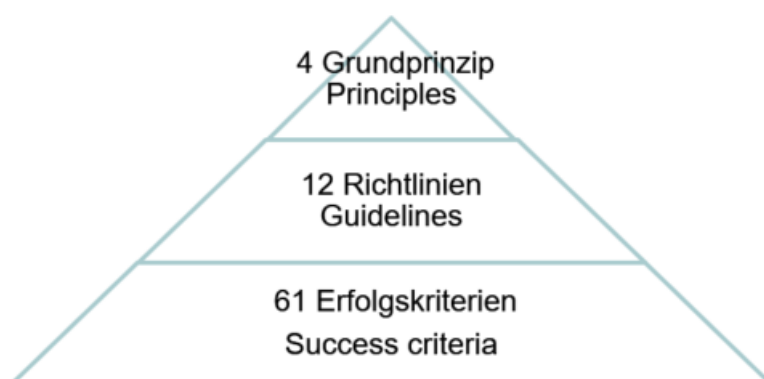 4 Grundprinzip
Principles
12 Richtlinien
Guidelines
61 Erfolgskriterien
Success criteria